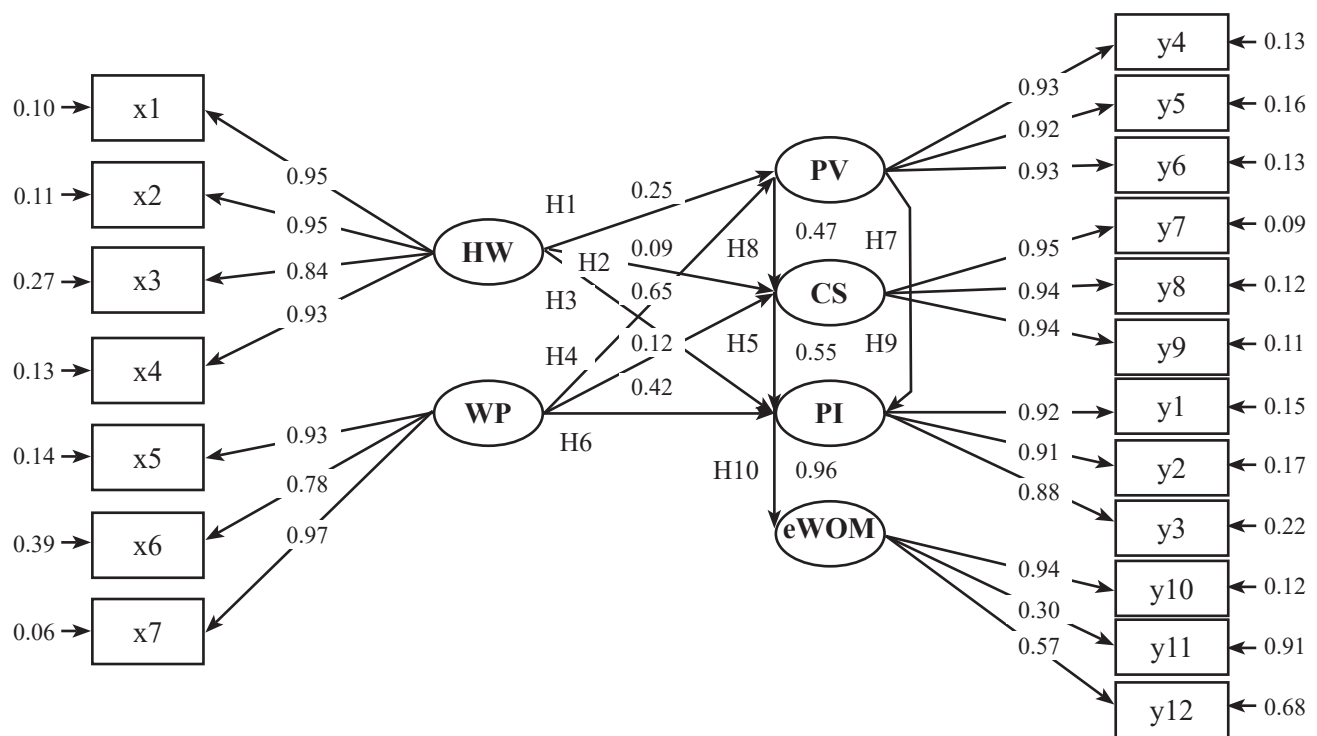 0.10
x1
0.11
x2
0.27
x3
0.13
x4
0.14
x5
0.39
x6
0.06
x7
0.95
0.95
0.84
0.93
0.93
0.78
0.97
HW
WP
H1
0.25
H2
0.09
H3
0.65
H4
0.12
0.42
H6
PV
H8
0.47
H7
CS
H5
0.55
H9
PI
H10
0.96
eWOM
0.93
0.92
0.93
0.95
0.94
0.94
0.92
0.91
0.88
0.94
0.30
0.57
y4
0.13
y5
0.16
y6
0.13
y7
0.09
y8
0.12
y9
0.11
y1
0.15
y2
0.17
y3
0.22
y10
0.12
y11
0.91
y12
0.68